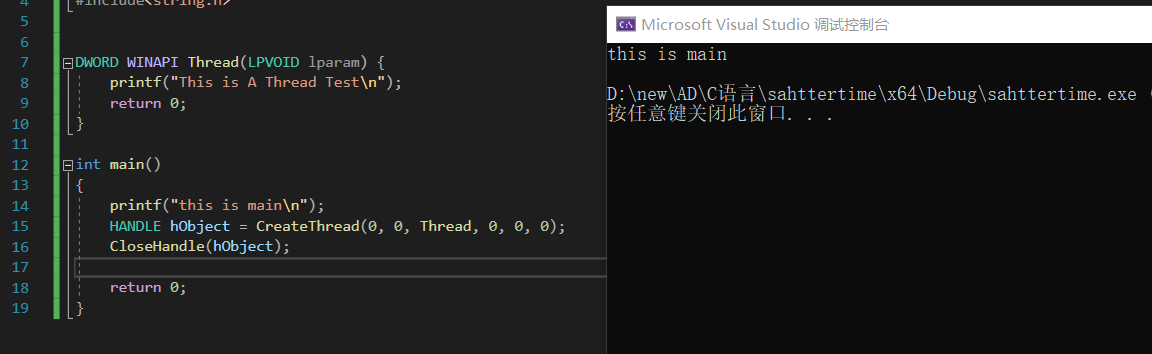 4 #include<string.h>
5
6
7 DWORD WINAPI Thread(LPVOID lparam) {
8 printf("This is A Thread Test\n");
9 return 0;
10 }
11
12 int main()
13 {
14 printf("this is main\n");
15 HANDLE hObject = CreateThread(0, 0, Thread, 0, 0, 0);
16 CloseHandle(hObject);
17
18 return 0;
19 }
Microsoft Visual Studio 调试控制台
this is main
D:\new\AD\C语言\sahttertime\x64\Debug\sahttertime.exe
按任意键关闭此窗口. . .